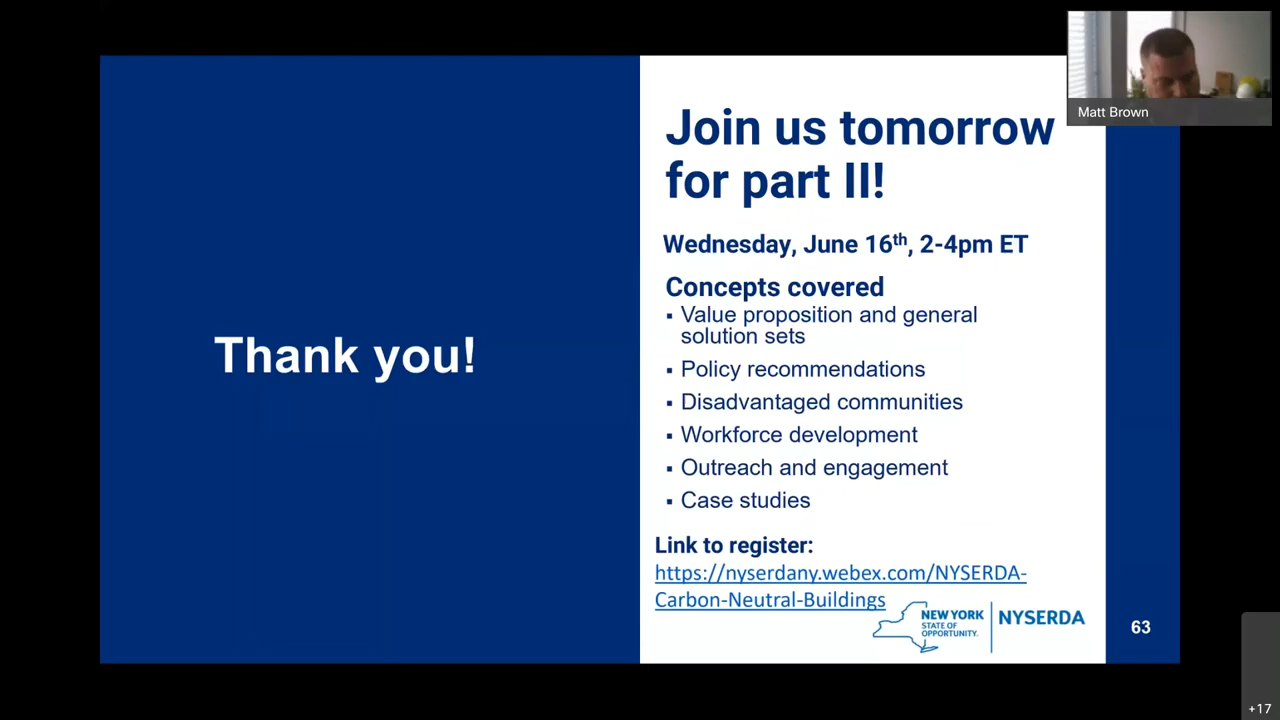 Matt Brown
Thank you!
Join us tomorrow
for part II!
Wednesday, June 16th, 2-4pm ET
Concepts covered
▪ Value proposition and general
solution sets
▪ Policy recommendations
▪ Disadvantaged communities
▪ Workforce development
▪ Outreach and engagement
▪ Case studies
Link to register:
https://nyserdany.webex.com/NYSERDA-
Carbon-Neutral-Buildings
NEW YORK
STATE OF
OPPORTUNITY.
NYSERDA
63
+17